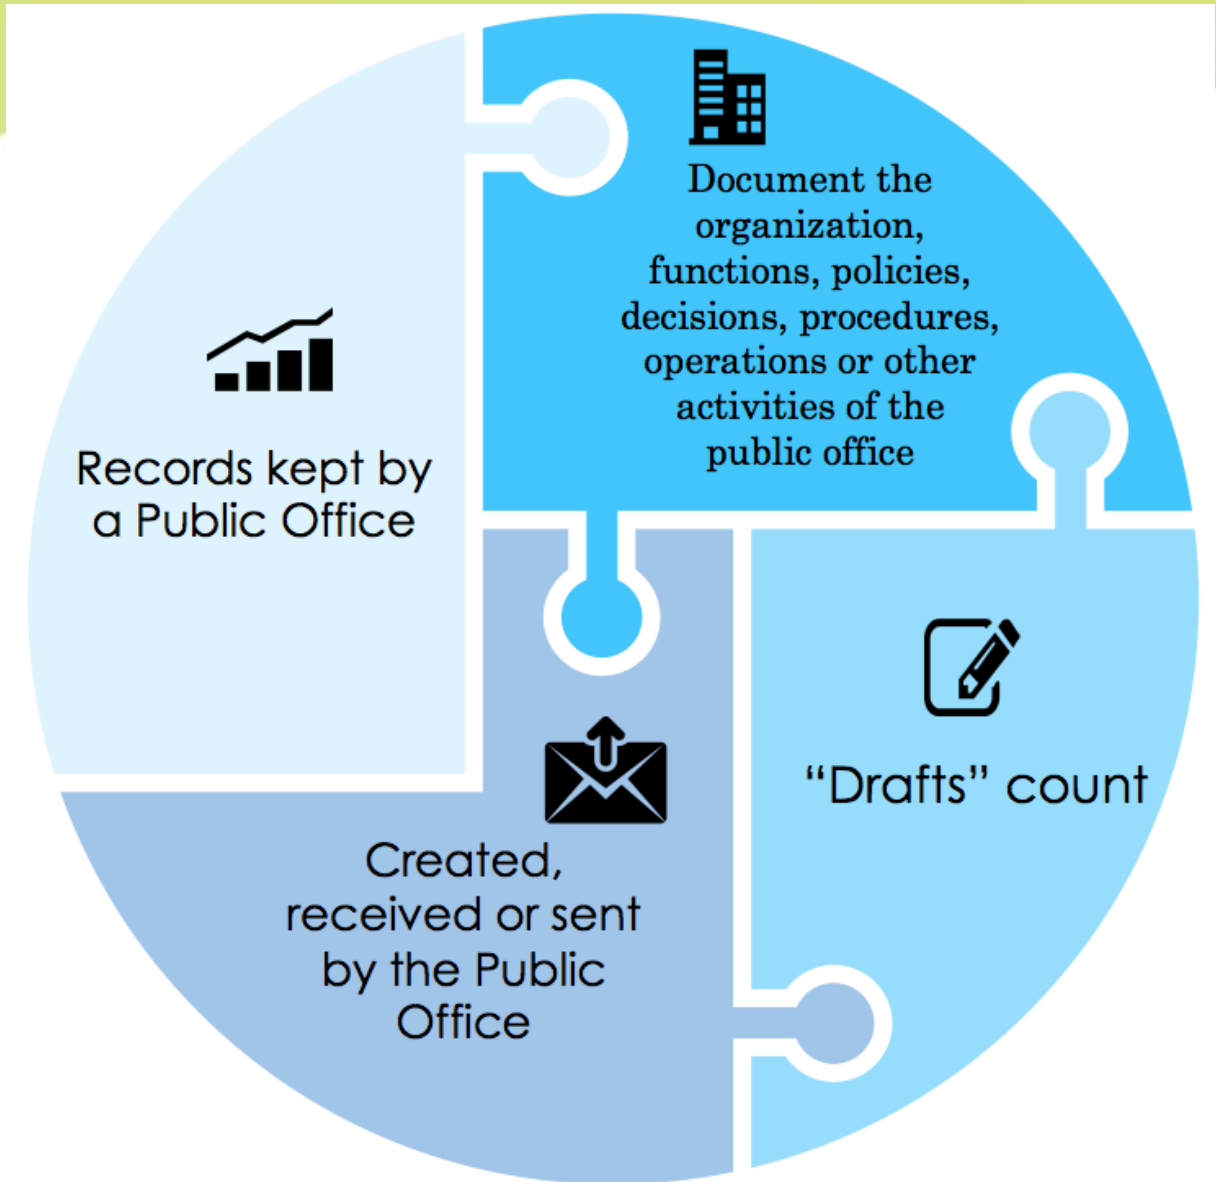 Document the
organization,
functions, policies,
decisions, procedures,
operations or other
activities of the
public office
Records kept by
a Public Office
“Drafts” count
Created,
received or sent
by the Public
Office